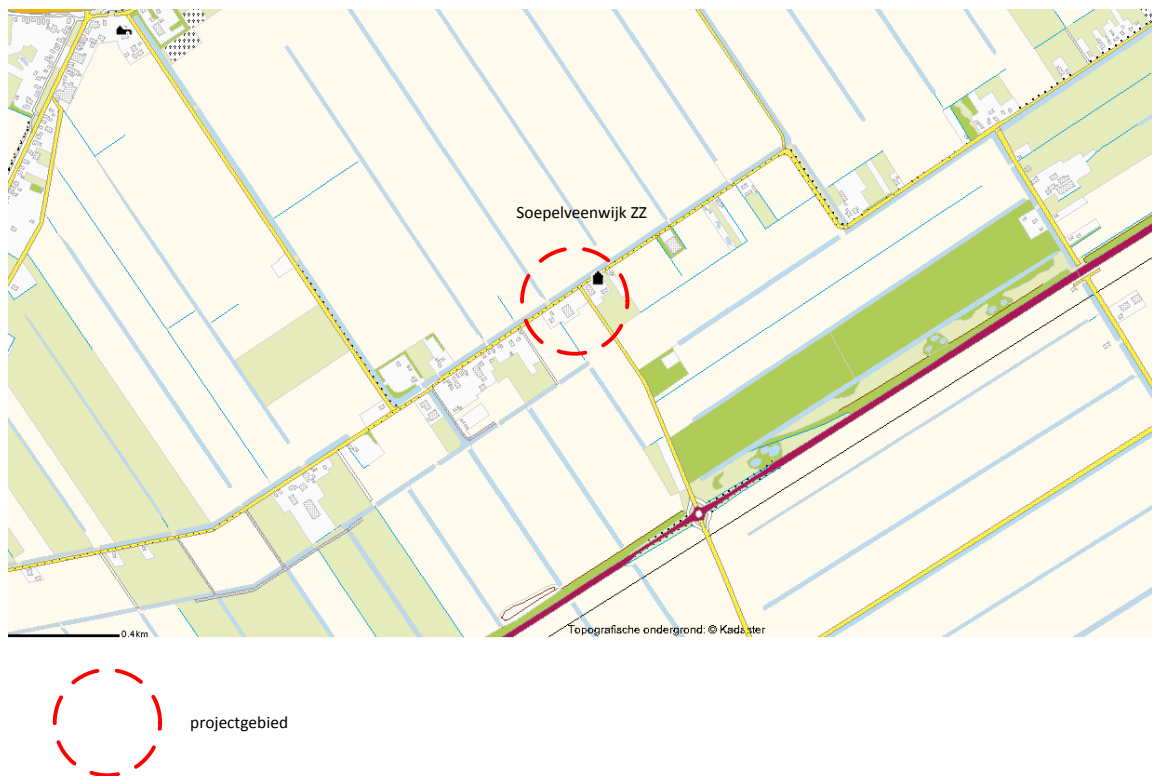 Soepelveenwijk ZZ
0.4km
Topografische ondergrond: © Kadaster
projectgebied